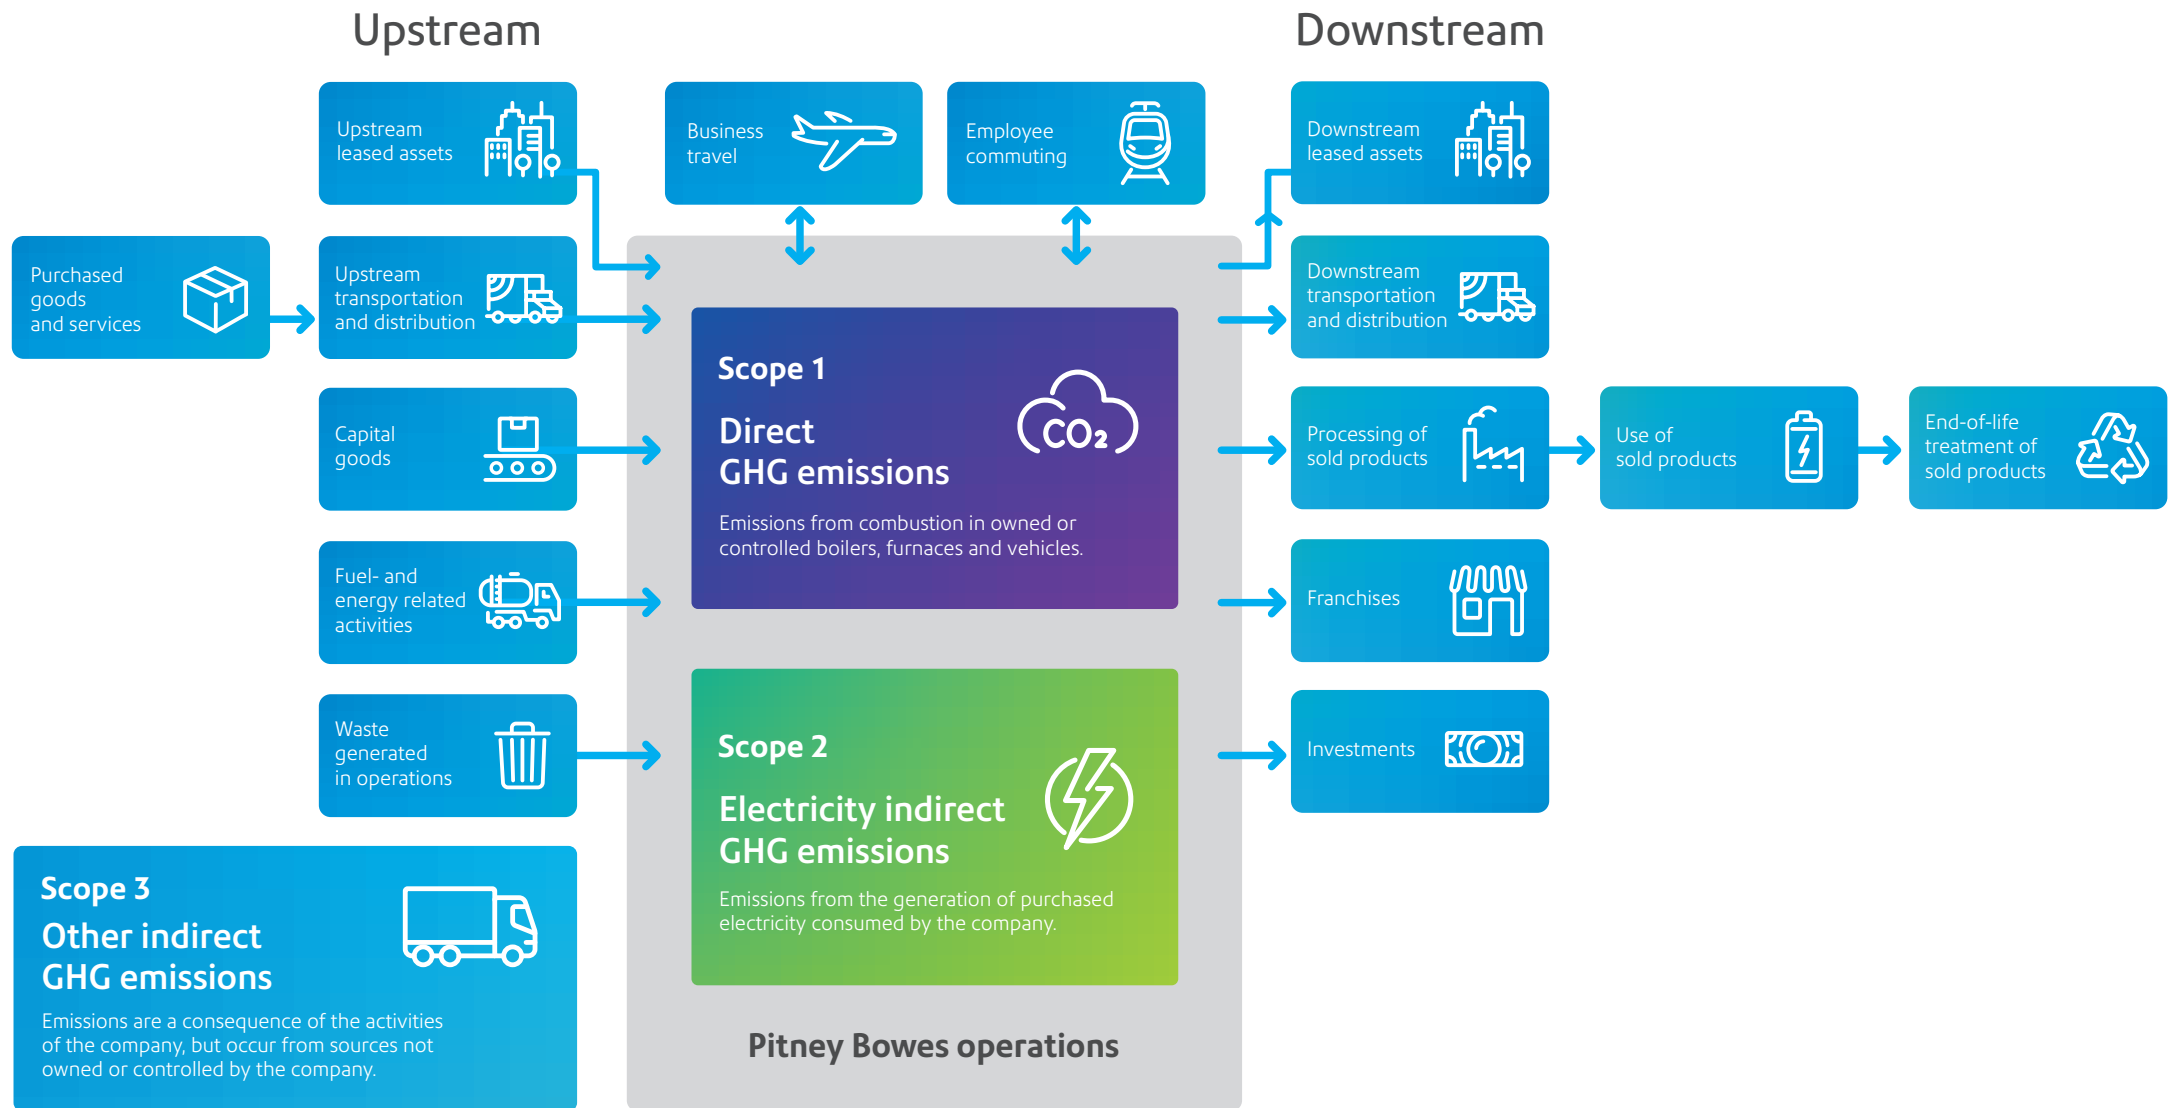 Upstream
Downstream
Upstream
leased assets
Business
travel
Employee
commuting
Downstream
leased assets
Purchased
goods
and services
Upstream
transportation
and distribution
Downstream
transportation
and distribution
Scope 1
Direct
GHG emissions
CO2
Emissions from combustion in owned or
controlled boilers, furnaces and vehicles.
Capital
goods
Processing of
sold products
Use of
sold products
End-of-life
treatment of
sold products
Fuel- and
energy related
activities
Franchises
Waste
generated
in operations
Scope 2
Electricity indirect
GHG emissions
Emissions from the generation of purchased
electricity consumed by the company.
Investments
Scope 3
Other indirect
GHG emissions
Emissions are a consequence of the activities
of the company, but occur from sources not
owned or controlled by the company.
Pitney Bowes operations